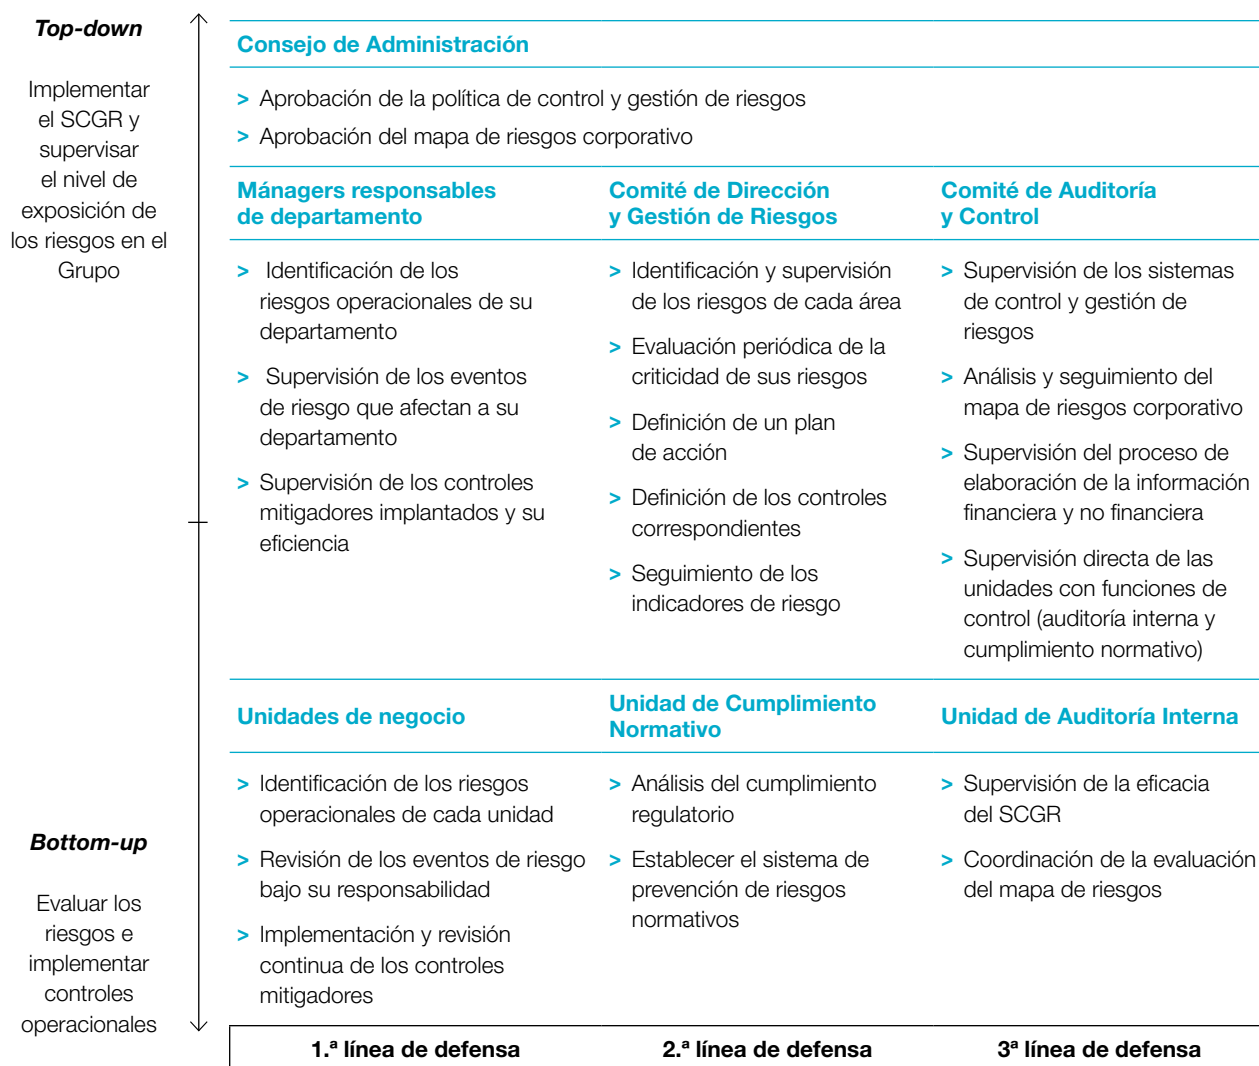 Top-down
Implementar
el SCGR y
supervisar
el nivel de
exposición de
los riesgos en el
Grupo
Consejo de Administración
> Aprobación de la política de control y gestión de riesgos
> Aprobación del mapa de riesgos corporativo
Mánagers responsables
de departamento
> Identificación de los
riesgos operacionales de su
departamento
> Supervisión de los eventos
de riesgo que afectan a su
departamento
> Supervisión de los controles
mitigadores implantados y su
eficiencia
Comité de Dirección
y Gestión de Riesgos
> Identificación y supervisión
de los riesgos de cada área
> Evaluación periódica de la
criticidad de sus riesgos
> Definición de un plan
de acción
> Definición de los controles
correspondientes
> Seguimiento de los
indicadores de riesgo
Comité de Auditoría
y Control
> Supervisión de los sistemas
de control y gestión de
riesgos
> Análisis y seguimiento del
mapa de riesgos corporativo
> Supervisión del proceso de
elaboración de la información
financiera y no financiera
> Supervisión directa de las
unidades con funciones de
control (auditoría interna y
cumplimiento normativo)
Bottom-up
Evaluar los
riesgos e
implementar
controles
operacionales
Unidades de negocio
> Identificación de los riesgos
operacionales de cada unidad
> Revisión de los eventos de riesgo
bajo su responsabilidad
> Implementación y revisión
continua de los controles
mitigadores
Unidad de Cumplimiento
Normativo
> Análisis del cumplimiento
regulatorio
> Establecer el sistema de
prevención de riesgos
normativos
Unidad de Auditoría Interna
> Supervisión de la eficacia
del SCGR
> Coordinación de la evaluación
del mapa de riesgos
1.ª línea de defensa
2.ª línea de defensa
3ª línea de defensa